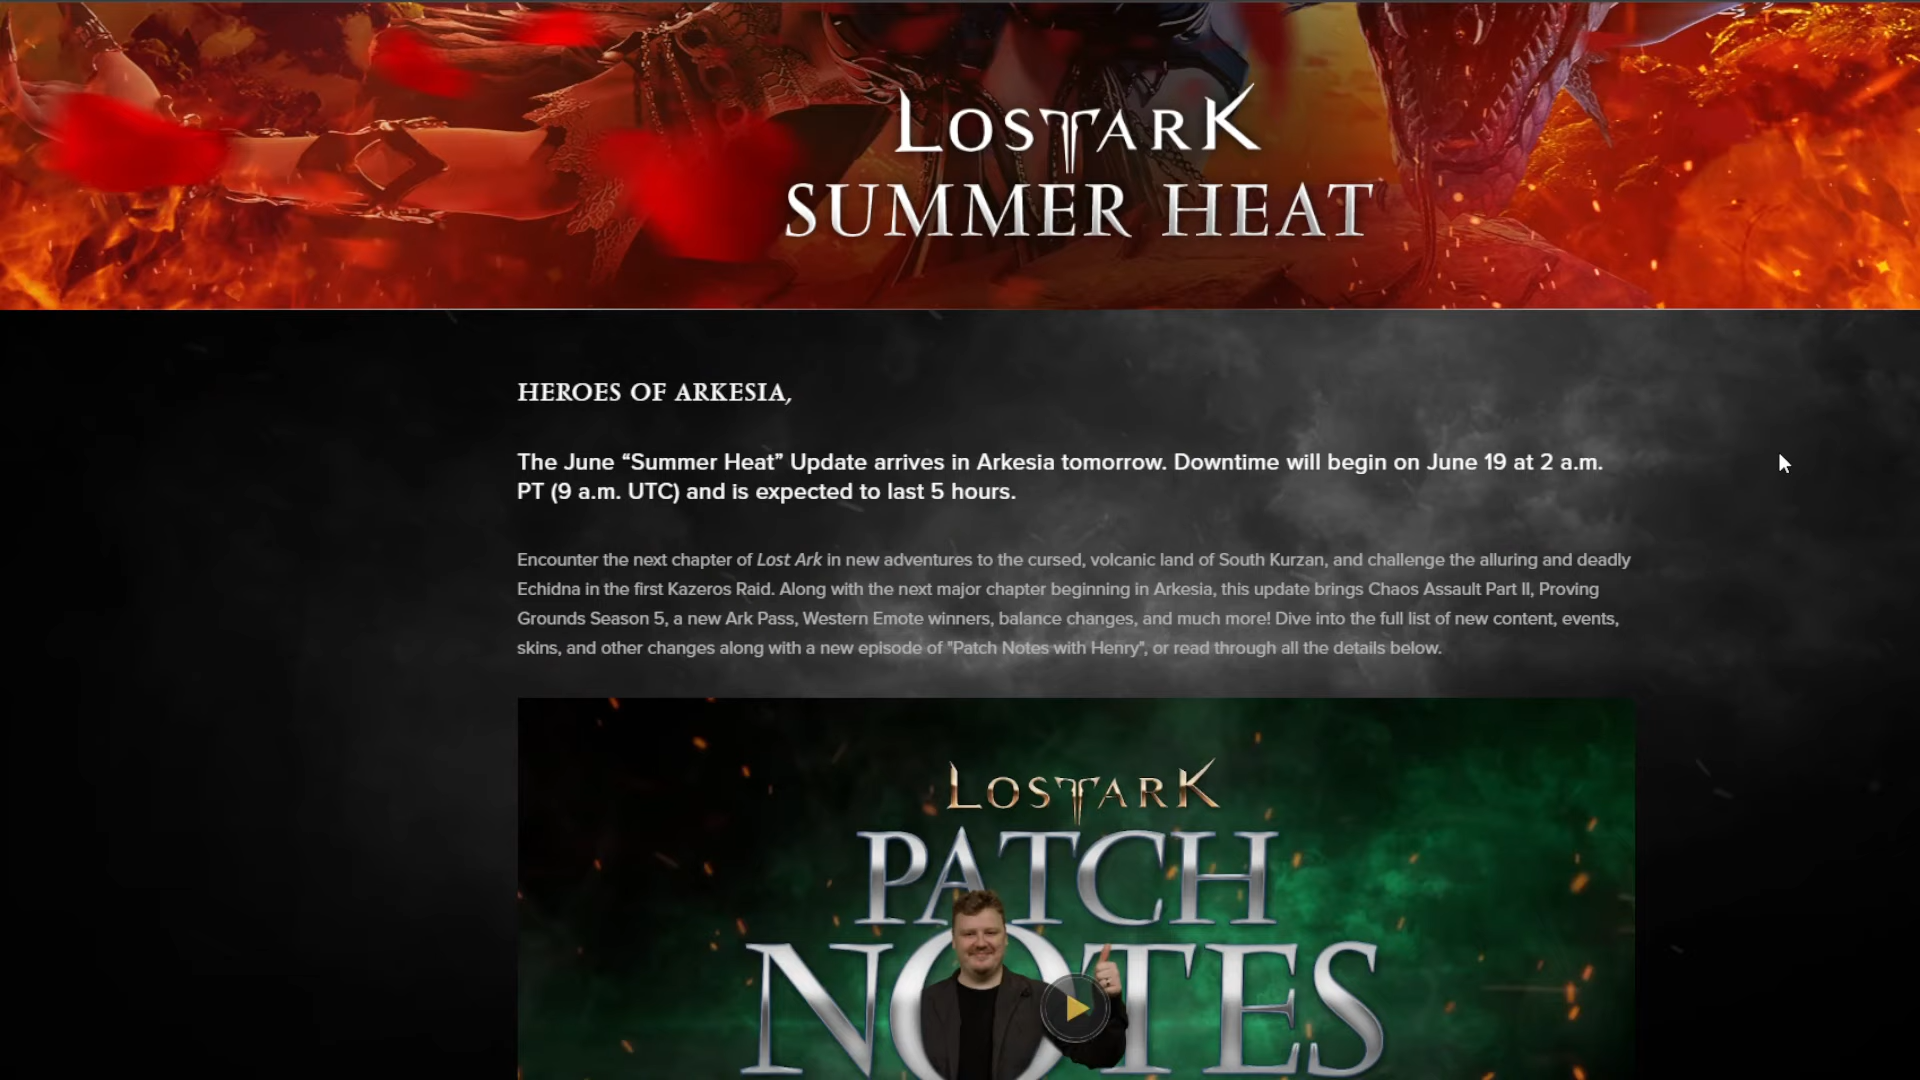 LOST ARK
SUMMER HEAT
HEROES OF ARKESIA,
The June “Summer Heat” Update arrives in Arkesia tomorrow. Downtime will begin on June 19 at 2 a.m.
PT (9 a.m. UTC) and is expected to last 5 hours.
Encounter the next chapter of Lost Ark in new adventures to the cursed, volcanic land of South Kurzan, and challenge the alluring and deadly
Echidna in the first Kazeros Raid. Along with the next major chapter beginning in Arkesia, this update brings Chaos Assault Part II, Proving
Grounds Season 5, a new Ark Pass, Western Emote winners, balance changes, and much more! Dive into the full list of new content, events,
skins, and other changes along with a new episode of "Patch Notes with Henry", or read through all the details below.
LOST ARK
PATCH
NOTES